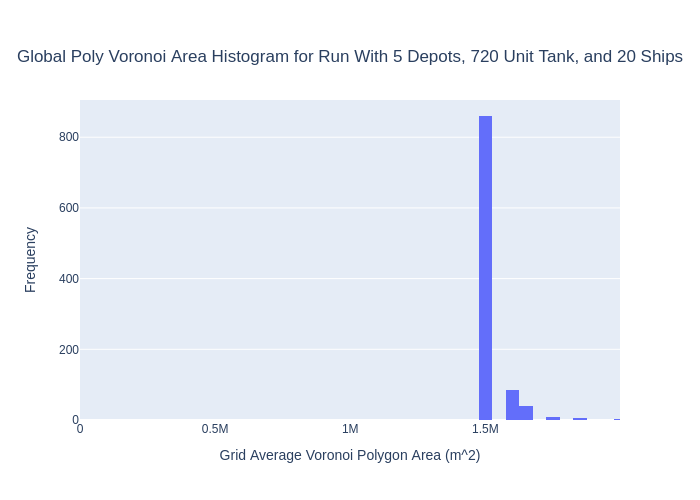 Global Poly Voronoi Area Histogram for Run With 5 Depots, 720 Unit Tank, and 20 Ships
800
600
400
200
0
Frequency
0 0.5M 1M 1.5M
Grid Average Voronoi Polygon Area (m^2)